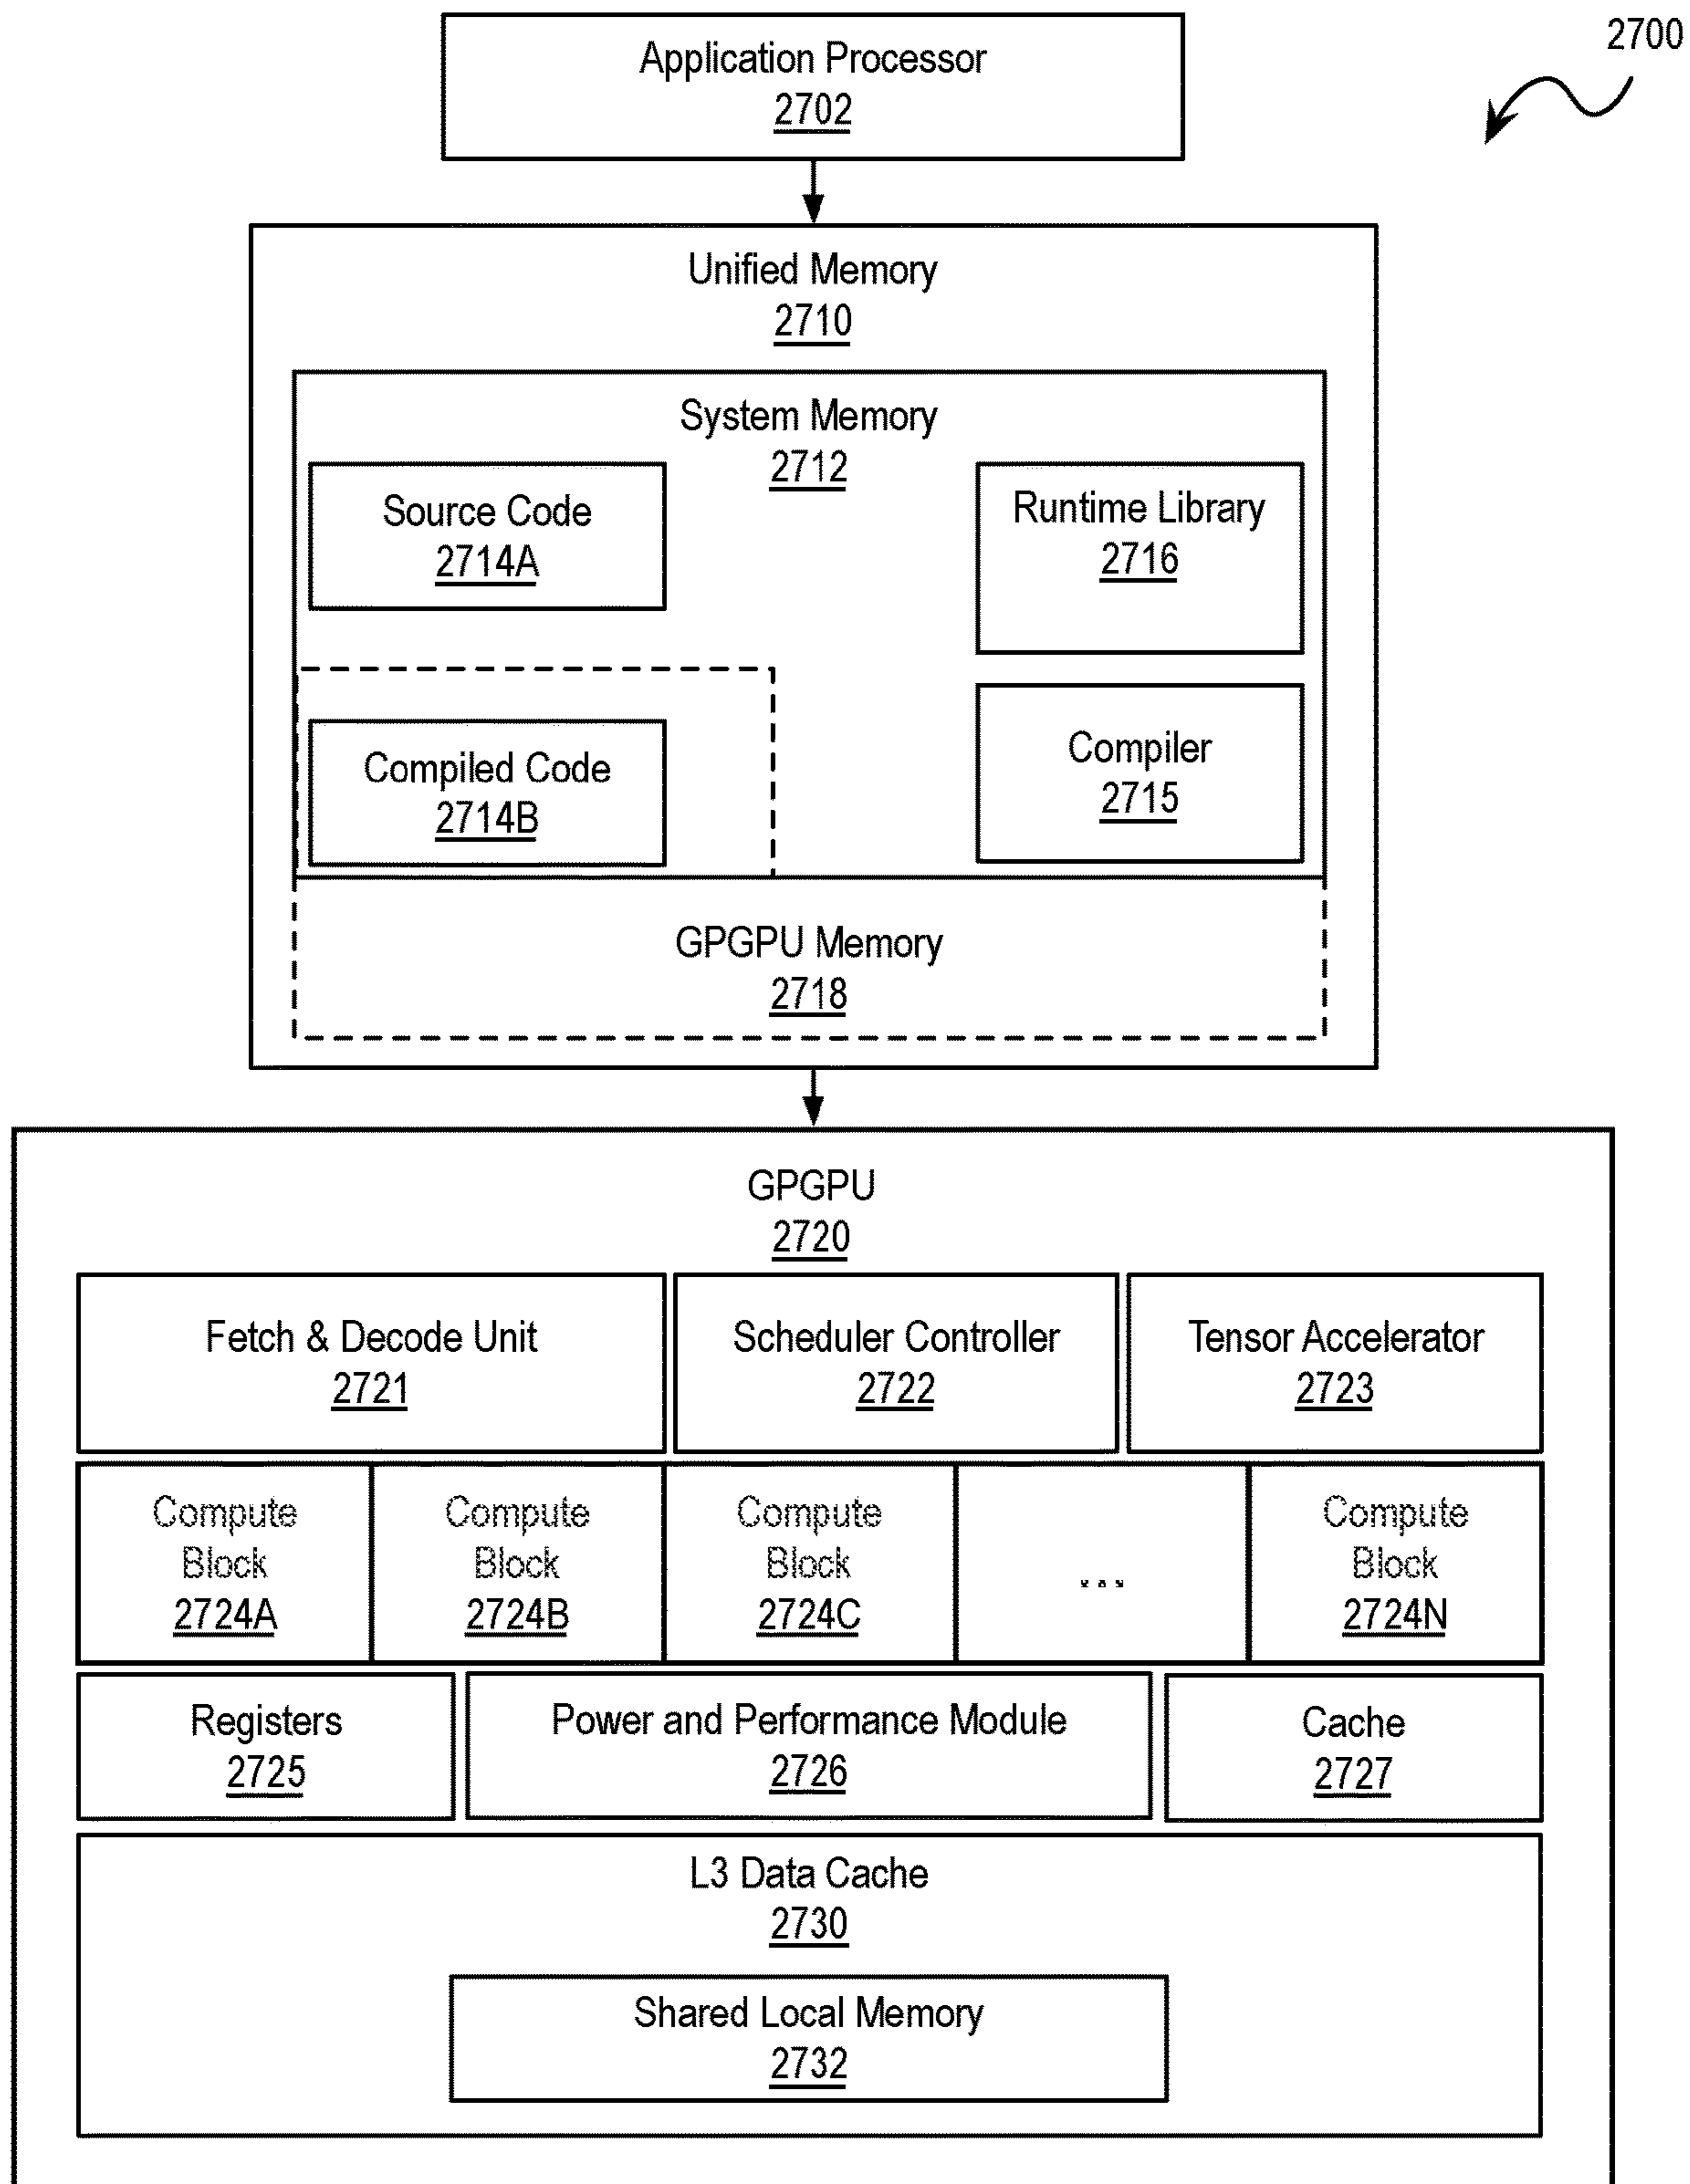 2700
Application Processor
2702
Unified Memory
2710
System Memory
2712
Source Code
2714A
Runtime Library
2716
Compiled Code
2714B
Compiler
2715
GPGPU Memory
2718
GPGPU
2720
Fetch & Decode Unit
2721
Scheduler Controller
2722
Tensor Accelerator
2723
Compute
Block
2724A
Compute
Block
2724B
Compute
Block
2724C
...
Compute
Block
2724N
Registers
2725
Power and Performance Module
2726
Cache
2727
L3 Data Cache
2730
Shared Local Memory
2732